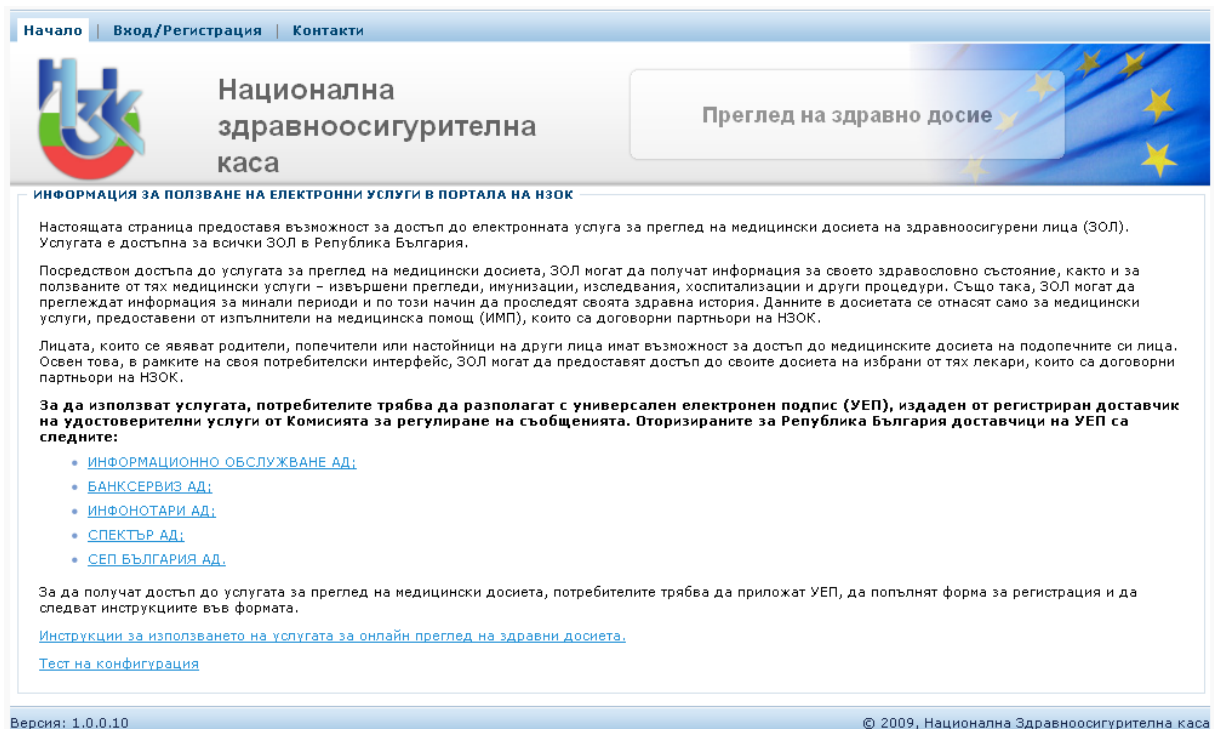 Начало | Вход/Регистрация | Контакти
НЗК
Национална
здравноосигурителна
каса
Преглед на здравно досие
ИНФОРМАЦИЯ ЗА ПОЛЗВАНЕ НА ЕЛЕКТРОННИ УСЛУГИ В ПОРТАЛА НА НЗОК
Настоящата страница предоставя възможност за достъп до електронната услуга за преглед на медицински досиета на здравноосигурени лица (ЗОЛ).
Услугата е достъпна за всички ЗОЛ в Република България.
Посредством достъпа до услугата за преглед на медицински досиета, ЗОЛ могат да получат информация за своето здравословно състояние, както и за
ползваните от тях медицински услуги – извършени прегледи, имунизации, изследвания, хоспитализации и други процедури. Също така, ЗОЛ могат да
преглеждат информация за минали периоди и по този начин да проследят своята здравна история. Данните в досиетата се отнасят само за медицински
услуги, предоставени от изпълнители на медицинска помощ (ИМП), които са договорни партньори на НЗОК.
Лицата, които се явяват родители, попечители или настойници на други лица имат възможност за достъп до медицинските досиета на подопечните си лица.
Освен това, в рамките на своя потребителски интерфейс, ЗОЛ могат да предоставят достъп до своите досиета на избрани от тях лекари, които са договорни
партньори на НЗОК.
За да използват услугата, потребителите трябва да разполагат с универсален електронен подпис (УЕП), издаден от регистриран доставчик
на удостоверителни услуги от Комисията за регулиране на съобщенията. Оторизираните за Република България доставчици на УЕП са
следните:
• ИНФОРМАЦИОННО ОБСЛУЖВАНЕ АД;
• БАНКСЕРВИЗ АД;
• ИНФОНОТАРИ АД;
• СПЕКТЪР АД;
• СЕП БЪЛГАРИЯ АД.
За да получат достъп до услугата за преглед на медицински досиета, потребителите трябва да приложат УЕП, да попълнят форма за регистрация и да
следват инструкциите във формата.
Инструкции за използването на услугата за онлайн преглед на здравни досиета.
Тест на конфигурация
Версия: 1.0.0.10
© 2009, Национална Здравноосигурителна каса